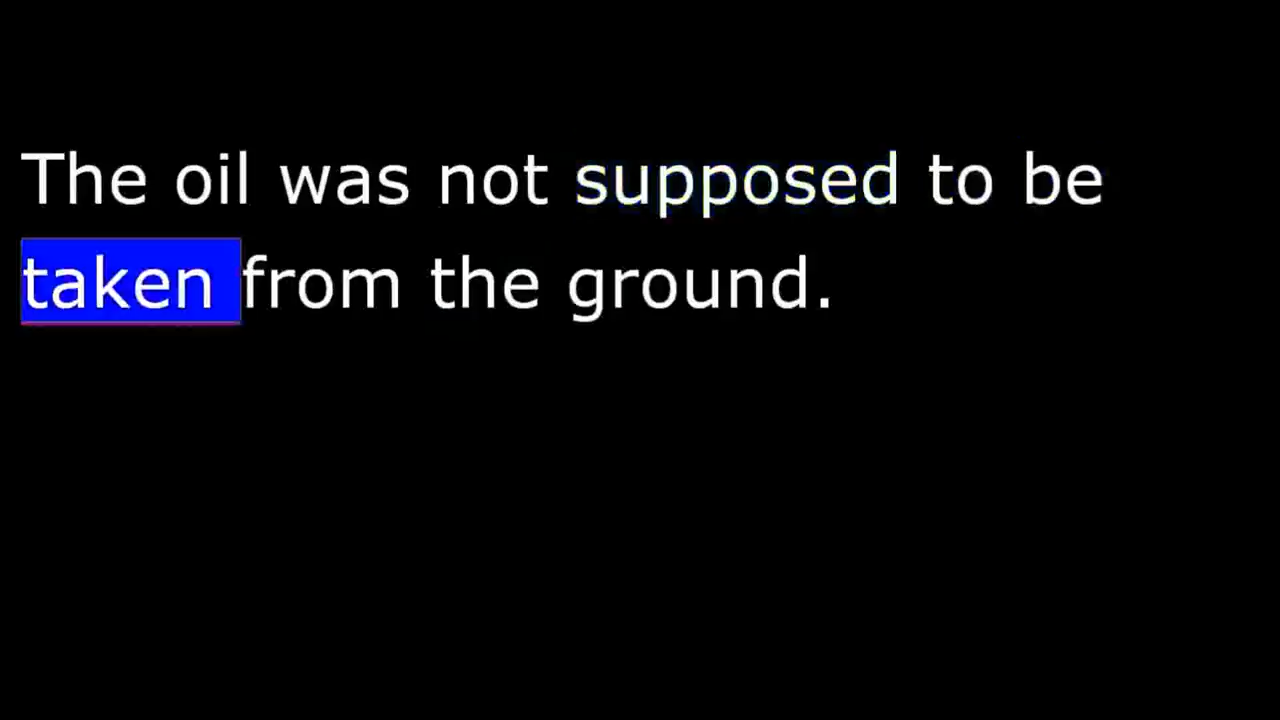 The oil was not supposed to be
taken from the ground.